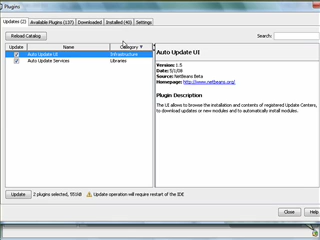 Plugins
Updates (2) Available Plugins (137) Downloaded Installed (40) Settings
Reload Catalog Search:
Update Name Category
Auto Update UI Infrastructure
Auto Update Services Libraries
Auto Update UI
Version: 1.5
Date: 5/1/08
Source: NetBeans Beta
Homepage: http://www.netbeans.org/
Plugin Description
The UI allows to browse the installation and contents of registered Update Centers,
to download updates or new modules and to automatically install modules.
Update 2 plugins selected, 551kB Update operation will require restart of the IDE
Close Help